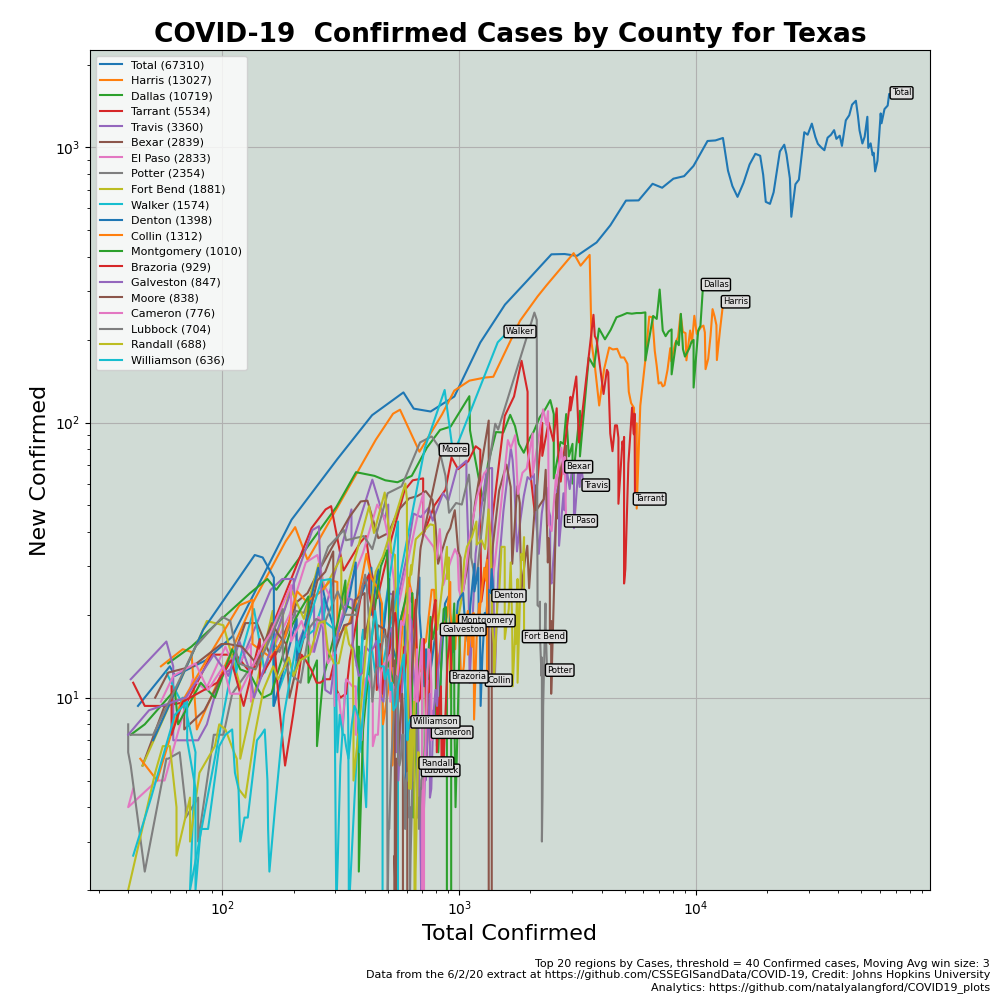 COVID-19  Confirmed Cases by County for Texas
Total (67310)
Harris (13027)
Dallas (10719)
Tarrant (5534)
Travis (3360)
Bexar (2839)
El Paso (2833)
Potter (2354)
Fort Bend (1881)
Walker (1574)
Denton (1398)
Collin (1312)
Montgomery (1010)
Brazoria (929)
Galveston (847)
Moore (838)
Cameron (776)
Lubbock (704)
Randall (688)
Williamson (636)
Total
Dallas
Harris
Walker
Moore
Bexar
Travis
Tarrant
El Paso
Denton
Montgomery
Galveston
Fort Bend
Potter
Brazoria
Collin
Williamson
Cameron
Randall
Lubbock
New Confirmed
10³
10²
10¹
10²
10³
10⁴
Total Confirmed
Top 20 regions by Cases, threshold = 40 Confirmed cases, Moving Avg win size: 3
Data from the 6/2/20 extract at https://github.com/CSSEGISandData/COVID-19, Credit: Johns Hopkins University
Analytics: https://github.com/natalyalangford/COVID19_plots